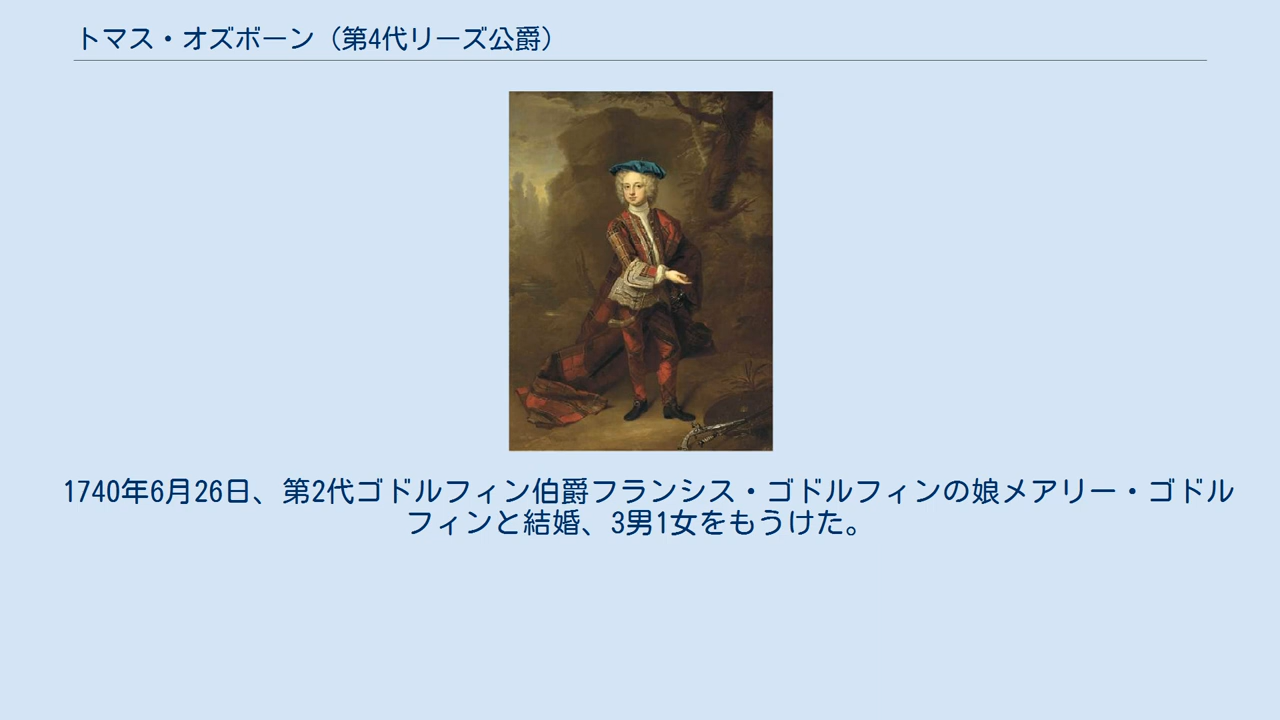 トマス・オズボーン（第4代リーズ公爵）
1740年6月26日、第2代ゴドルフィン伯爵フランシス・ゴドルフィンの娘メアリー・ゴドル
フィンと結婚、3男1女をもうけた。